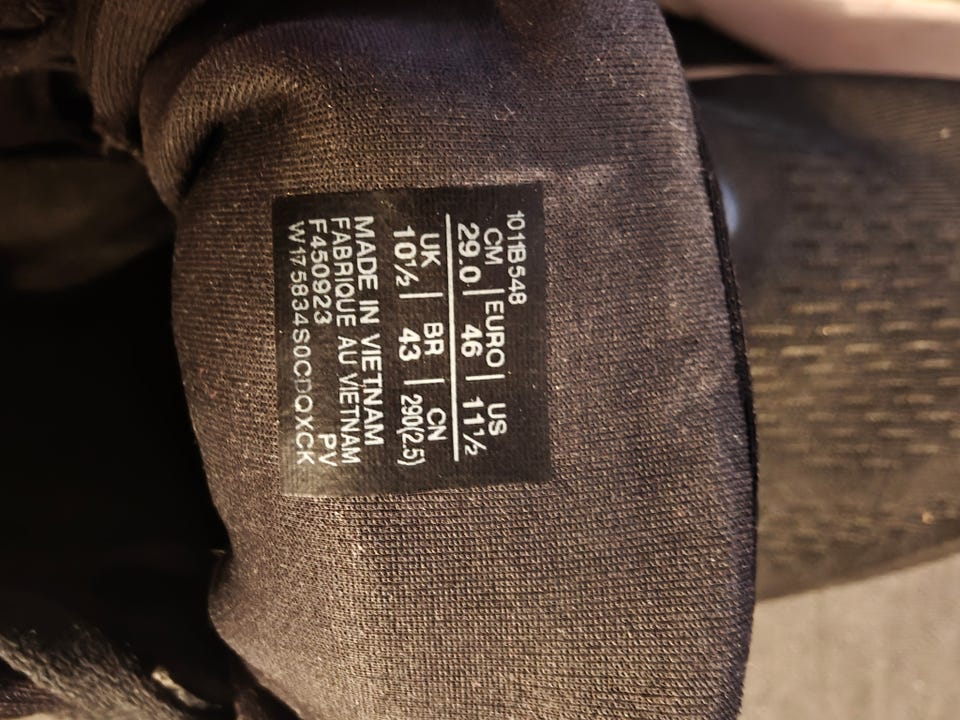 1011B548
CM | EURO | US
29.0 | 46 | 11½
UK | BR | CN
10½ | 43 | 290(2.5)
MADE IN VIETNAM
FABRIQUE AU VIETNAM
F450923 PV
W1175834S0CDQXCK